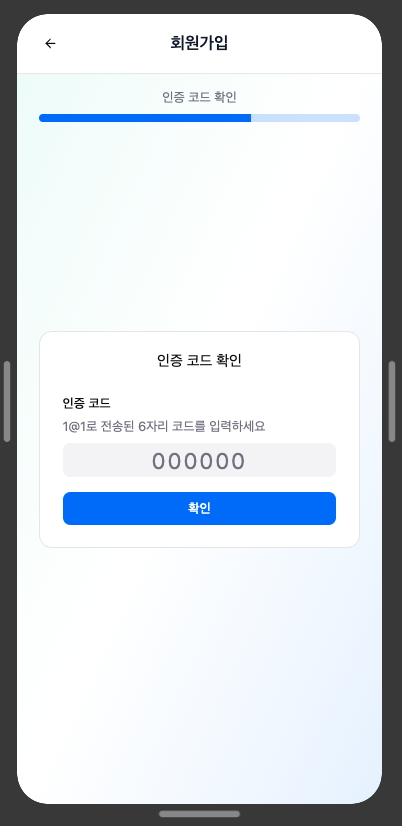 회원가입
인증 코드 확인
인증 코드 확인
인증 코드
1@1로 전송된 6자리 코드를 입력하세요
000000
확인